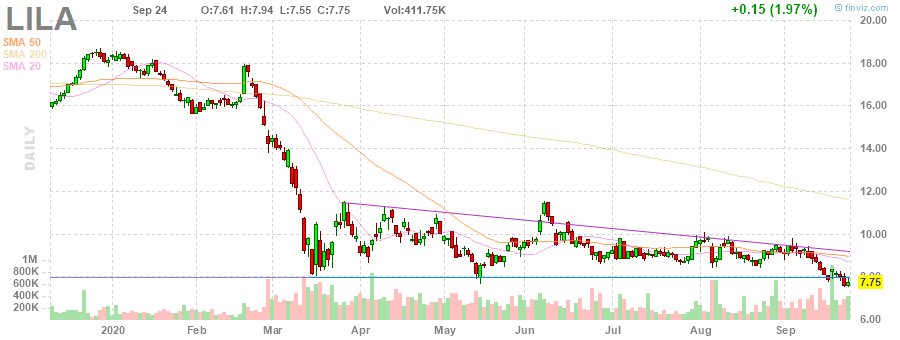 LILA
Sep 24 O:7.61 H:7.94 L:7.55 C:7.75 Vol:411.75K +0.15 (1.97%)
© finviz.com
SMA 50
SMA 200
SMA 20
DAILY
20.00
18.00
16.00
14.00
12.00
10.00
8.00
7.75
6.00
1M
800K
600K
400K
200K
2020 Feb Mar Apr May Jun Jul Aug Sep